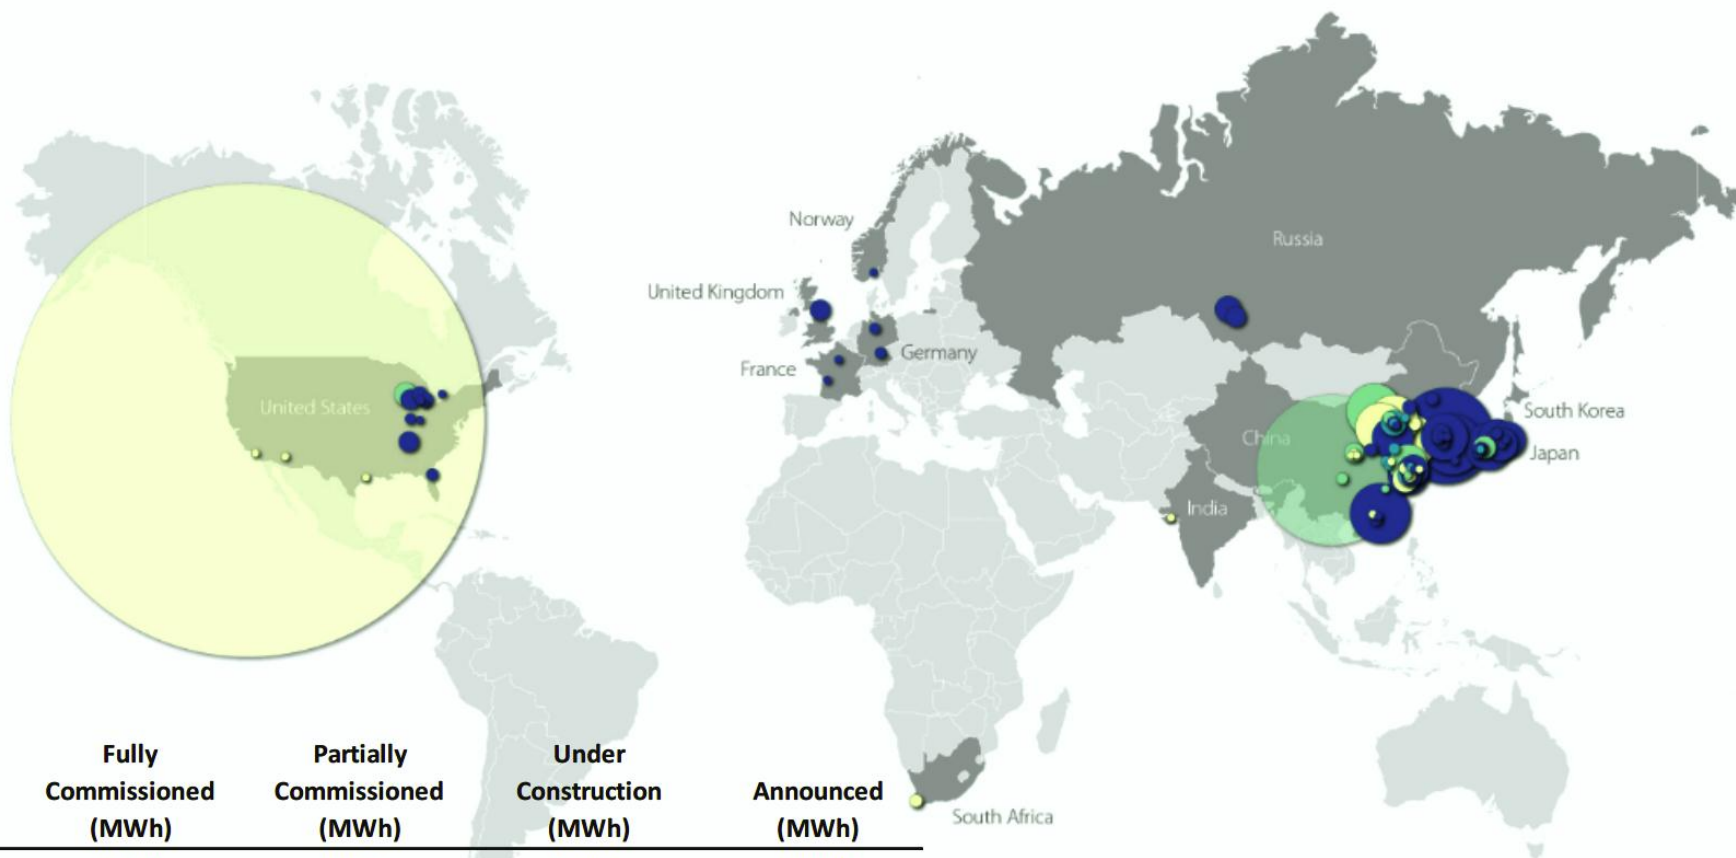 Norway
Russia
United Kingdom
Germany
France
United States
South Korea
China
Japan
India
South Africa
Fully
Commissioned
(MWh)
Partially
Commissioned
(MWh)
Under
Construction
(MWh)
Announced
(MWh)